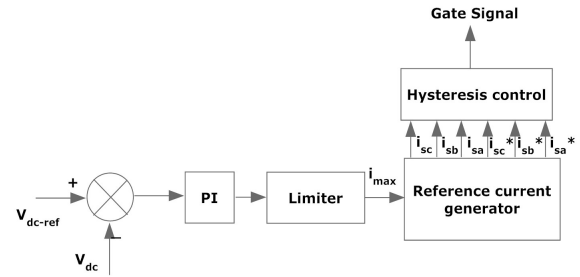 Gate Signal
Hysteresis control
i_sc i_sb i_sa i_sc* i_sb* i_sa*
+
PI
Limiter
i_max
Reference current
generator
V_dc-ref
−
V_dc